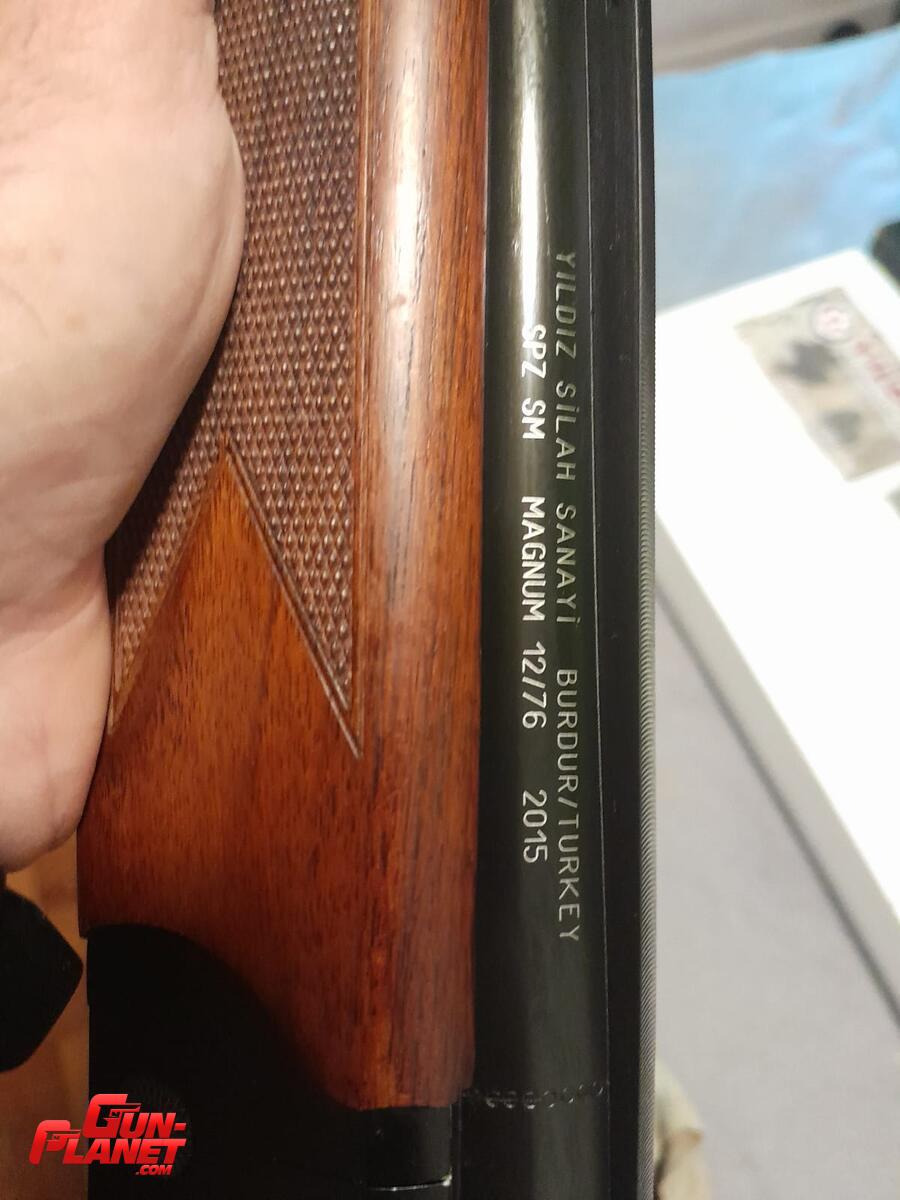 YILDIZ SİLAH SANAYİ BURDUR/TURKEY
SPZ SM MAGNUM 12/76 2015
GUN-
PLANET
.COM